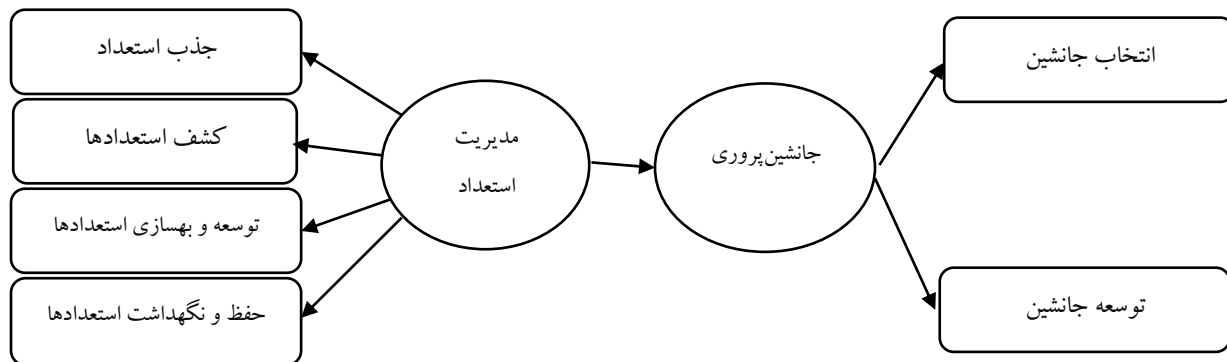 جذب استعداد
کشف استعدادها
توسعه و بهسازی استعدادها
حفظ و نگهداشت استعدادها
مدیریت
استعداد
جانشین‌پروری
انتخاب جانشین
توسعه جانشین